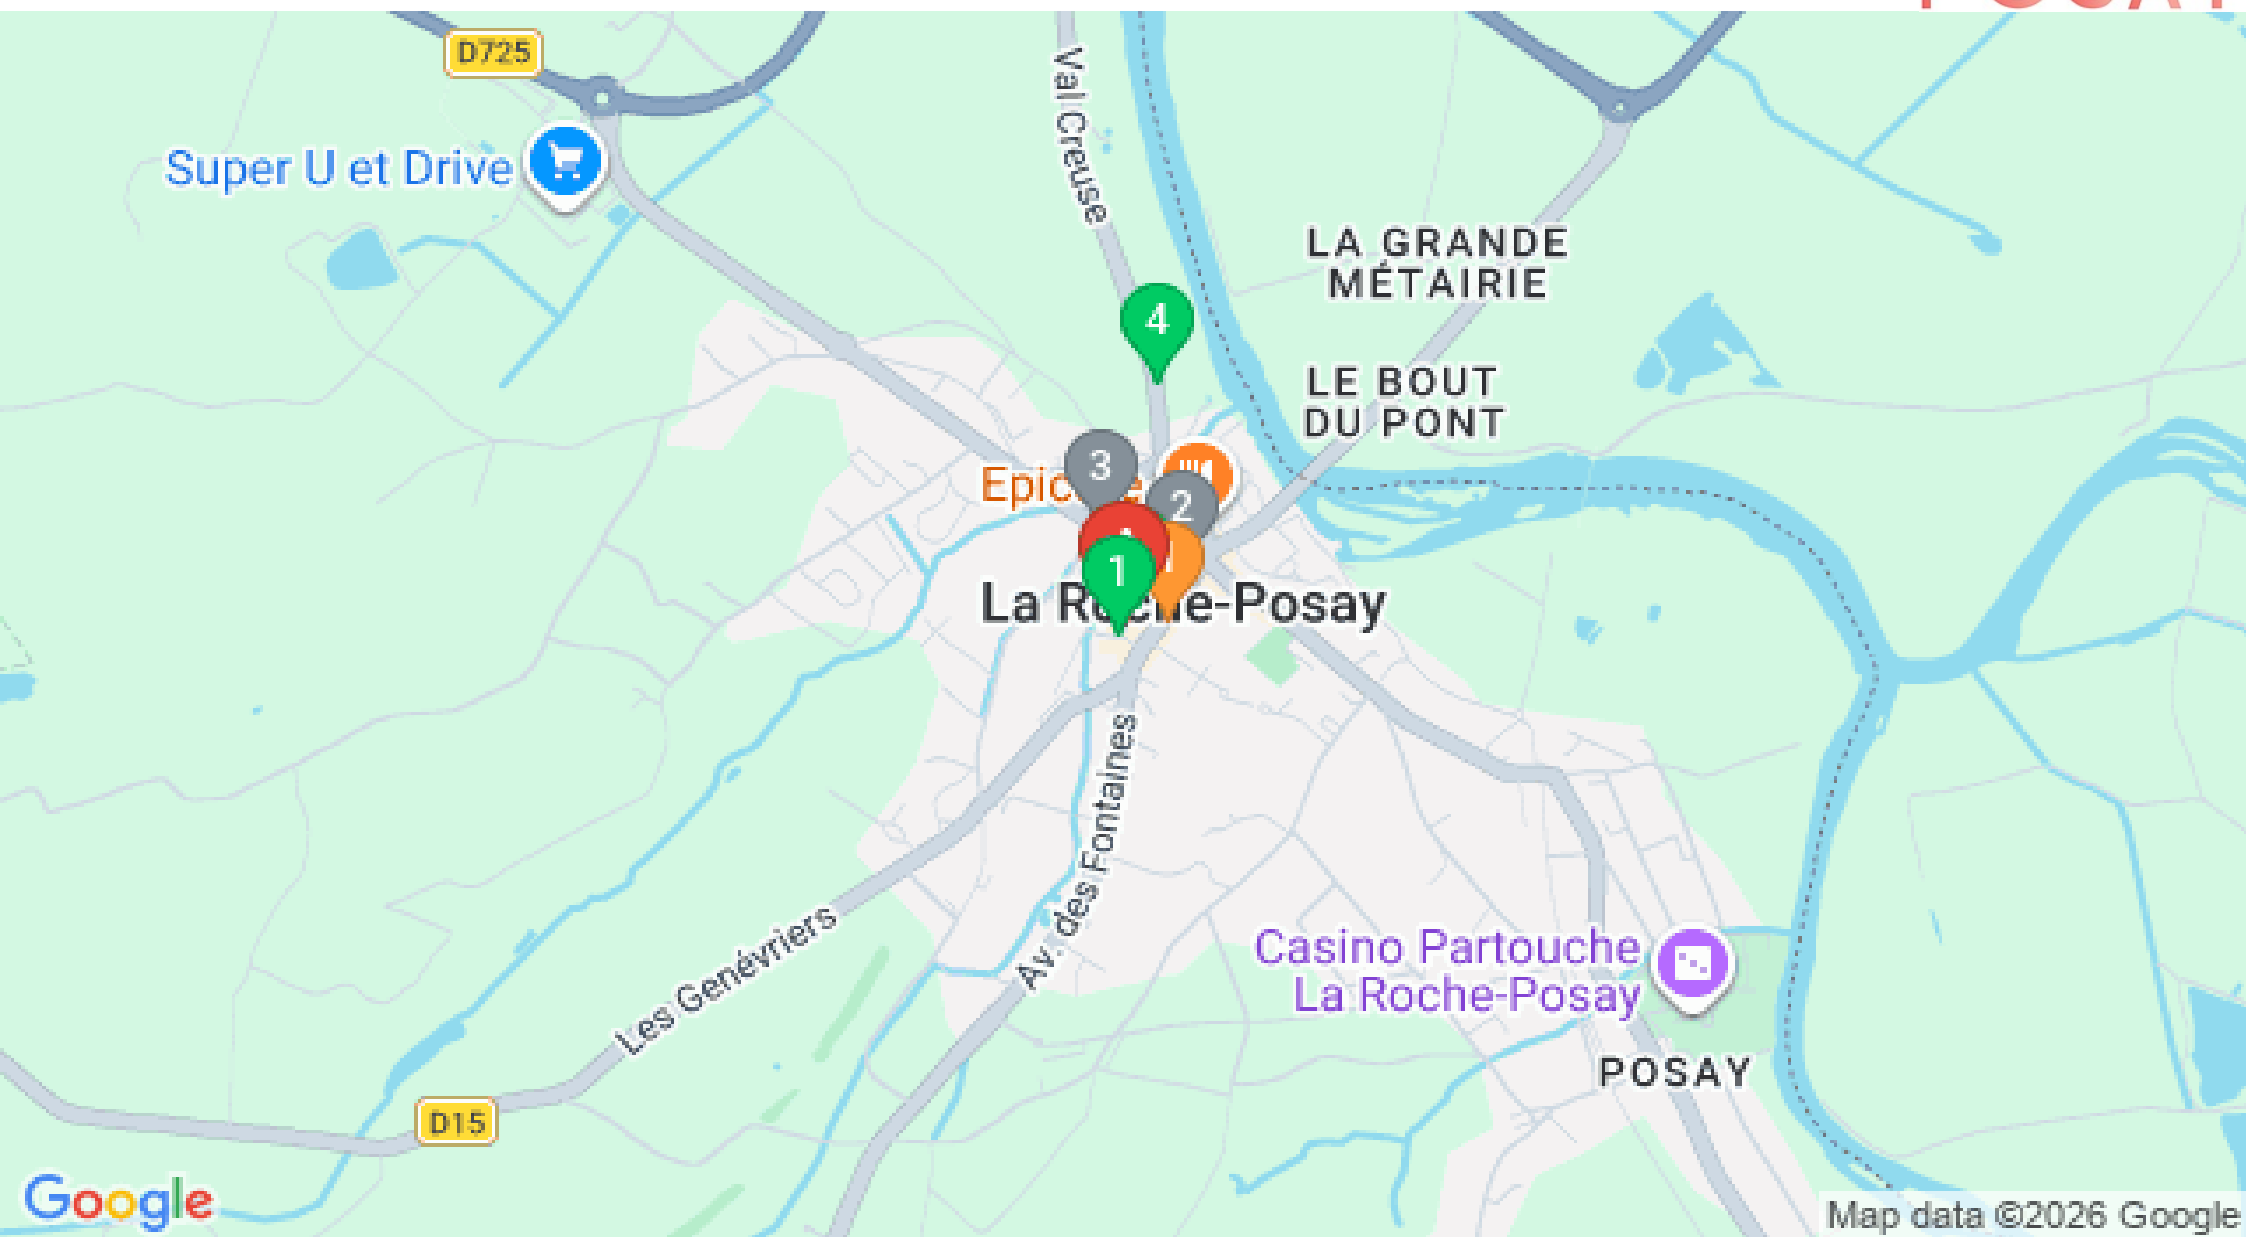 D725
Val Creuse
Super U et Drive
LA GRANDE
MÉTAIRIE
4
LE BOUT
DU PONT
3
2
1
La Roche-Posay
Av. des Fontaines
Les Genévriers
Casino Partouche
La Roche-Posay
POSAY
D15
Google
Map data ©2026 Google